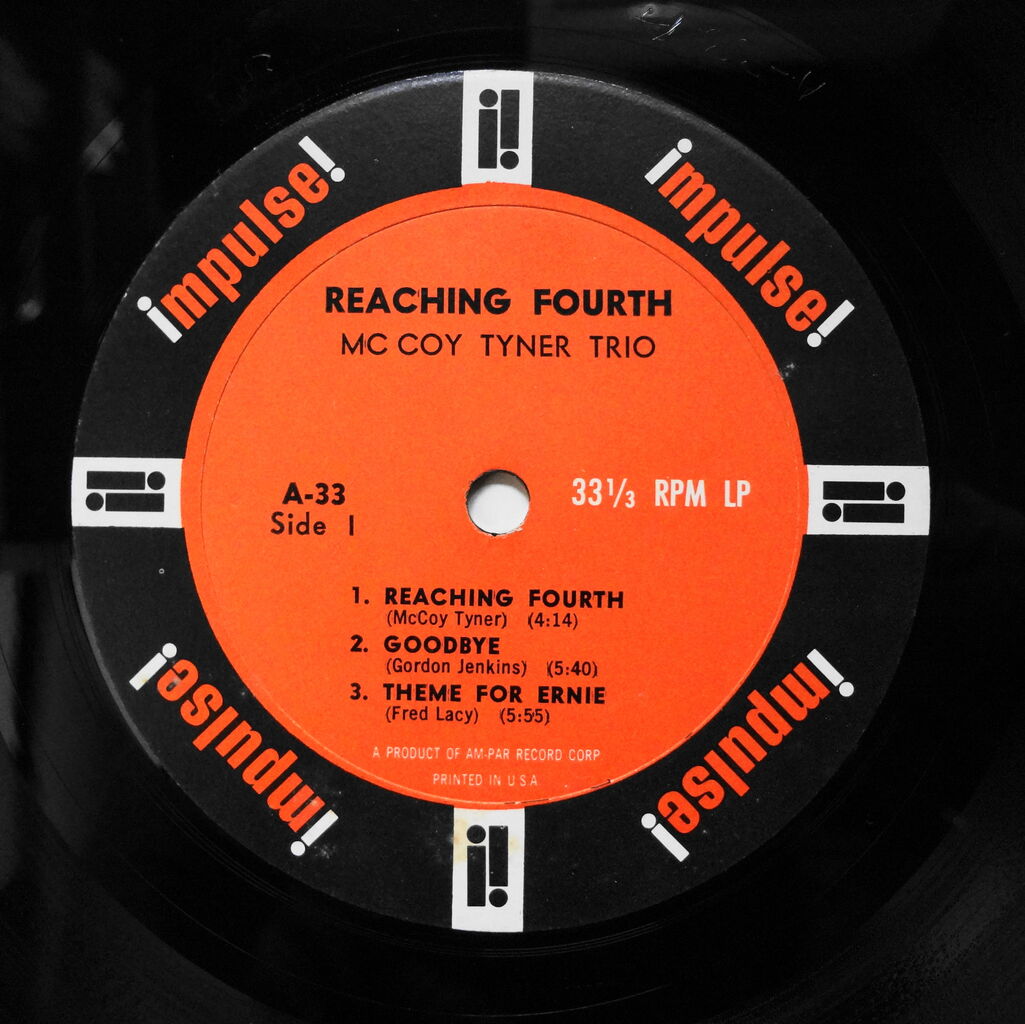 impulse!
impulse!
REACHING FOURTH
MC COY TYNER TRIO
A-33
Side 1
33 1/3 RPM LP
1. REACHING FOURTH
(McCoy Tyner) (4:14)
2. GOODBYE
(Gordon Jenkins) (5:40)
3. THEME FOR ERNIE
(Fred Lacy) (5:55)
A PRODUCT OF AM-PAR RECORD CORP
PRINTED IN U S A
impulse!
impulse!